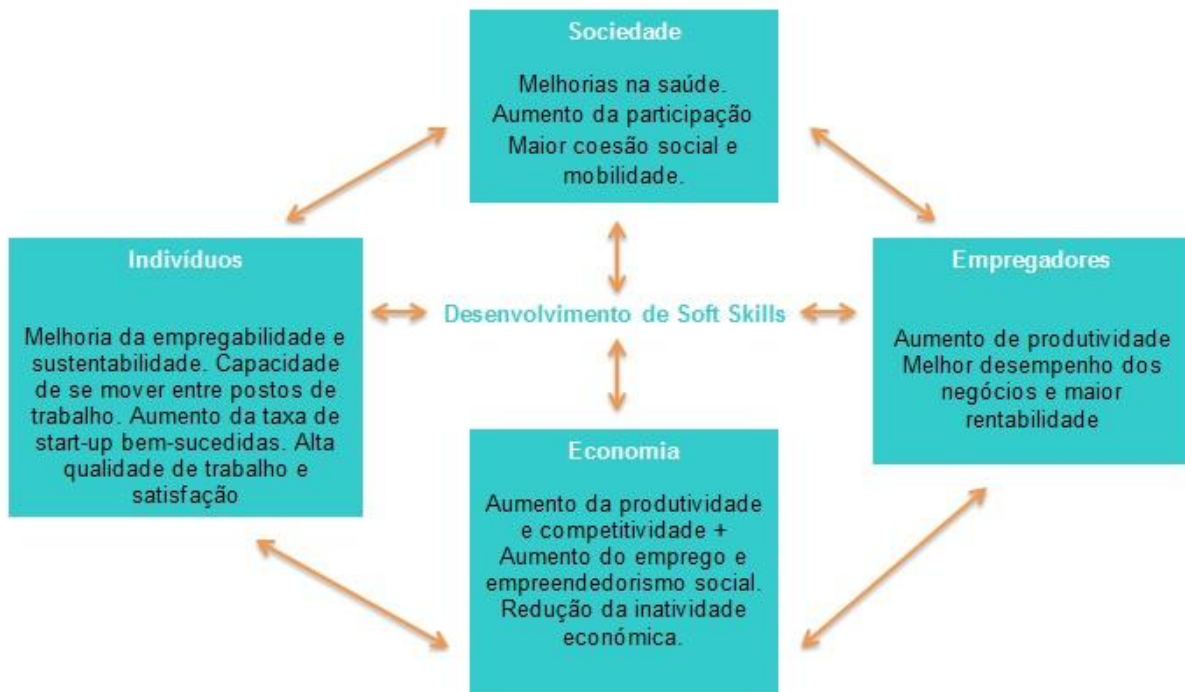 Sociedade
Melhorias na saúde.
Aumento da participação
Maior coesão social e
mobilidade.
Indivíduos
Melhoria da empregabilidade e
sustentabilidade. Capacidade
de se mover entre postos de
trabalho. Aumento da taxa de
start-up bem-sucedidas. Alta
qualidade de trabalho e
satisfação
Desenvolvimento de Soft Skills
Empregadores
Aumento de produtividade
Melhor desempenho dos
negócios e maior
rentabilidade
Economia
Aumento da produtividade
e competitividade +
Aumento do emprego e
empreendedorismo social.
Redução da inatividade
económica.